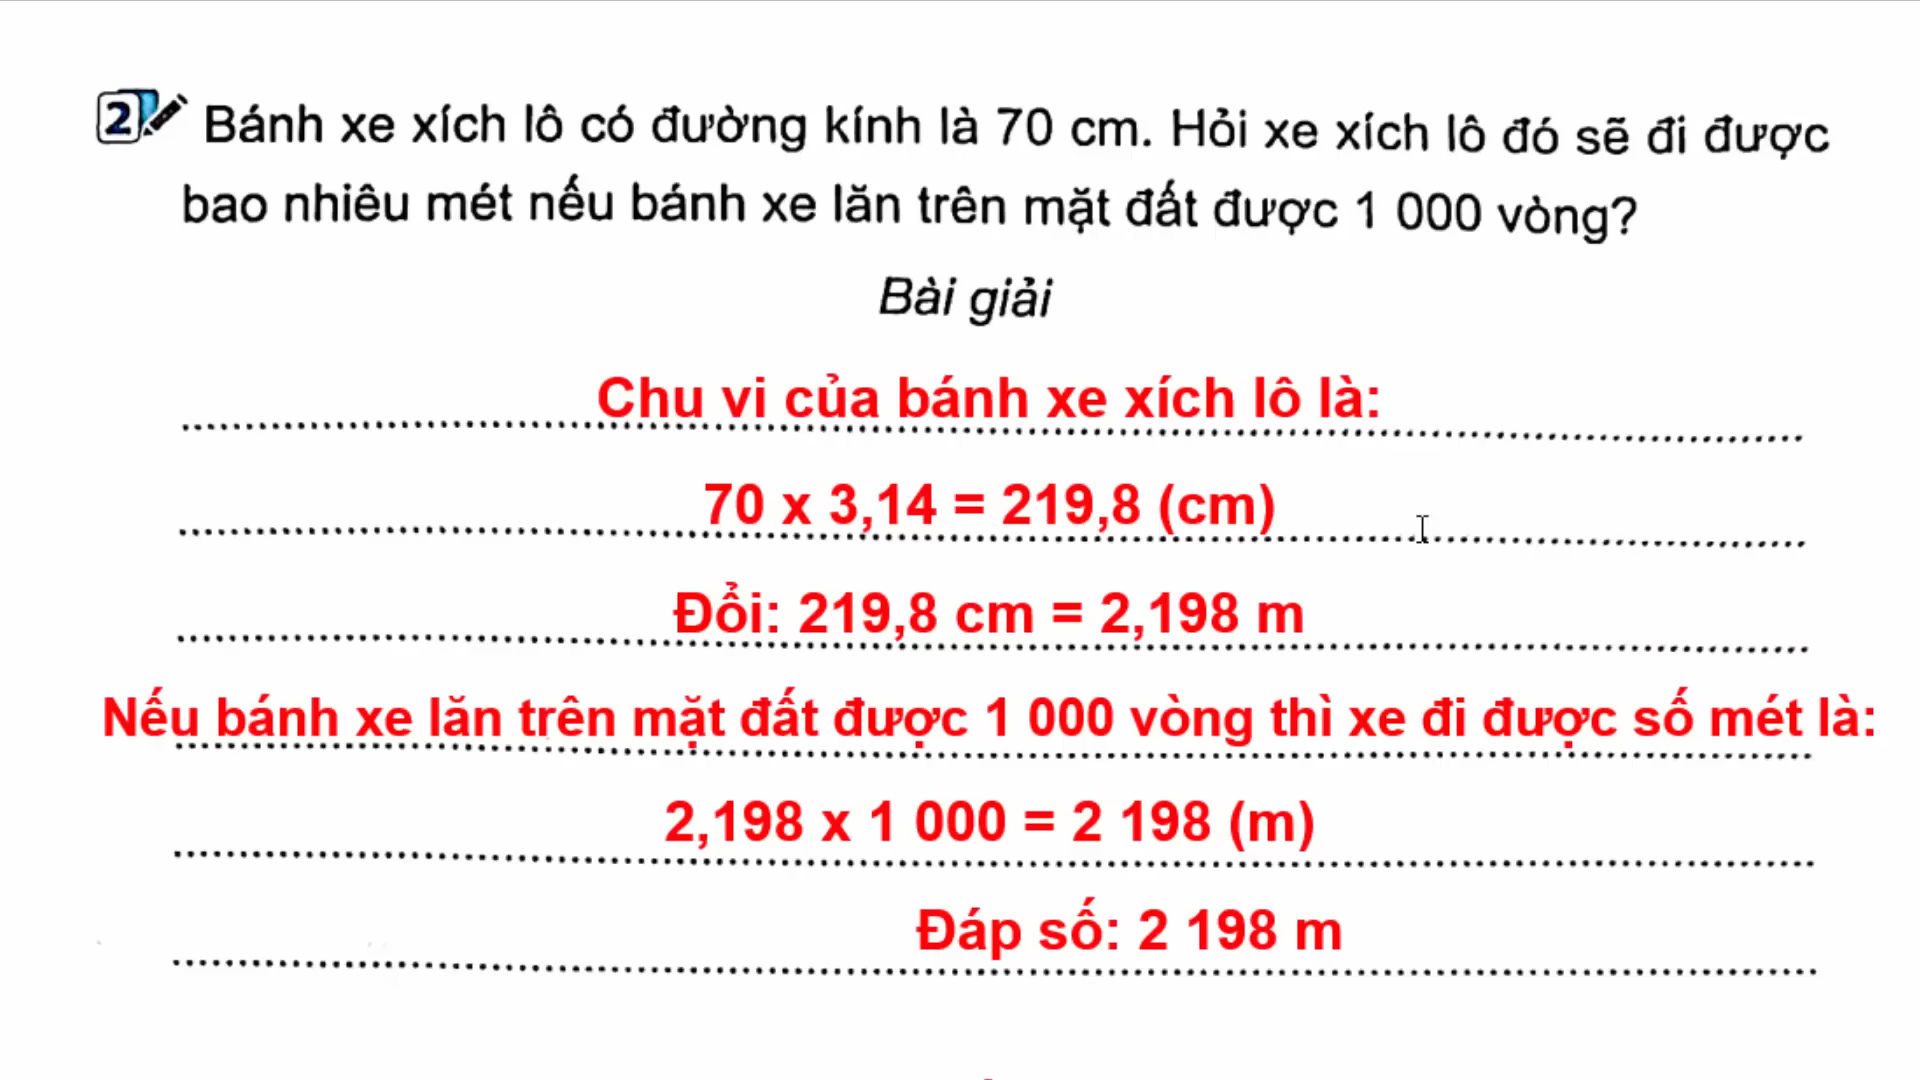 2 Bánh xe xích lô có đường kính là 70 cm. Hỏi xe xích lô đó sẽ đi được
bao nhiêu mét nếu bánh xe lăn trên mặt đất được 1 000 vòng?
Bài giải
Chu vi của bánh xe xích lô là:
70 x 3,14 = 219,8 (cm)
Đổi: 219,8 cm = 2,198 m
Nếu bánh xe lăn trên mặt đất được 1 000 vòng thì xe đi được số mét là:
2,198 x 1 000 = 2 198 (m)
Đáp số: 2 198 m